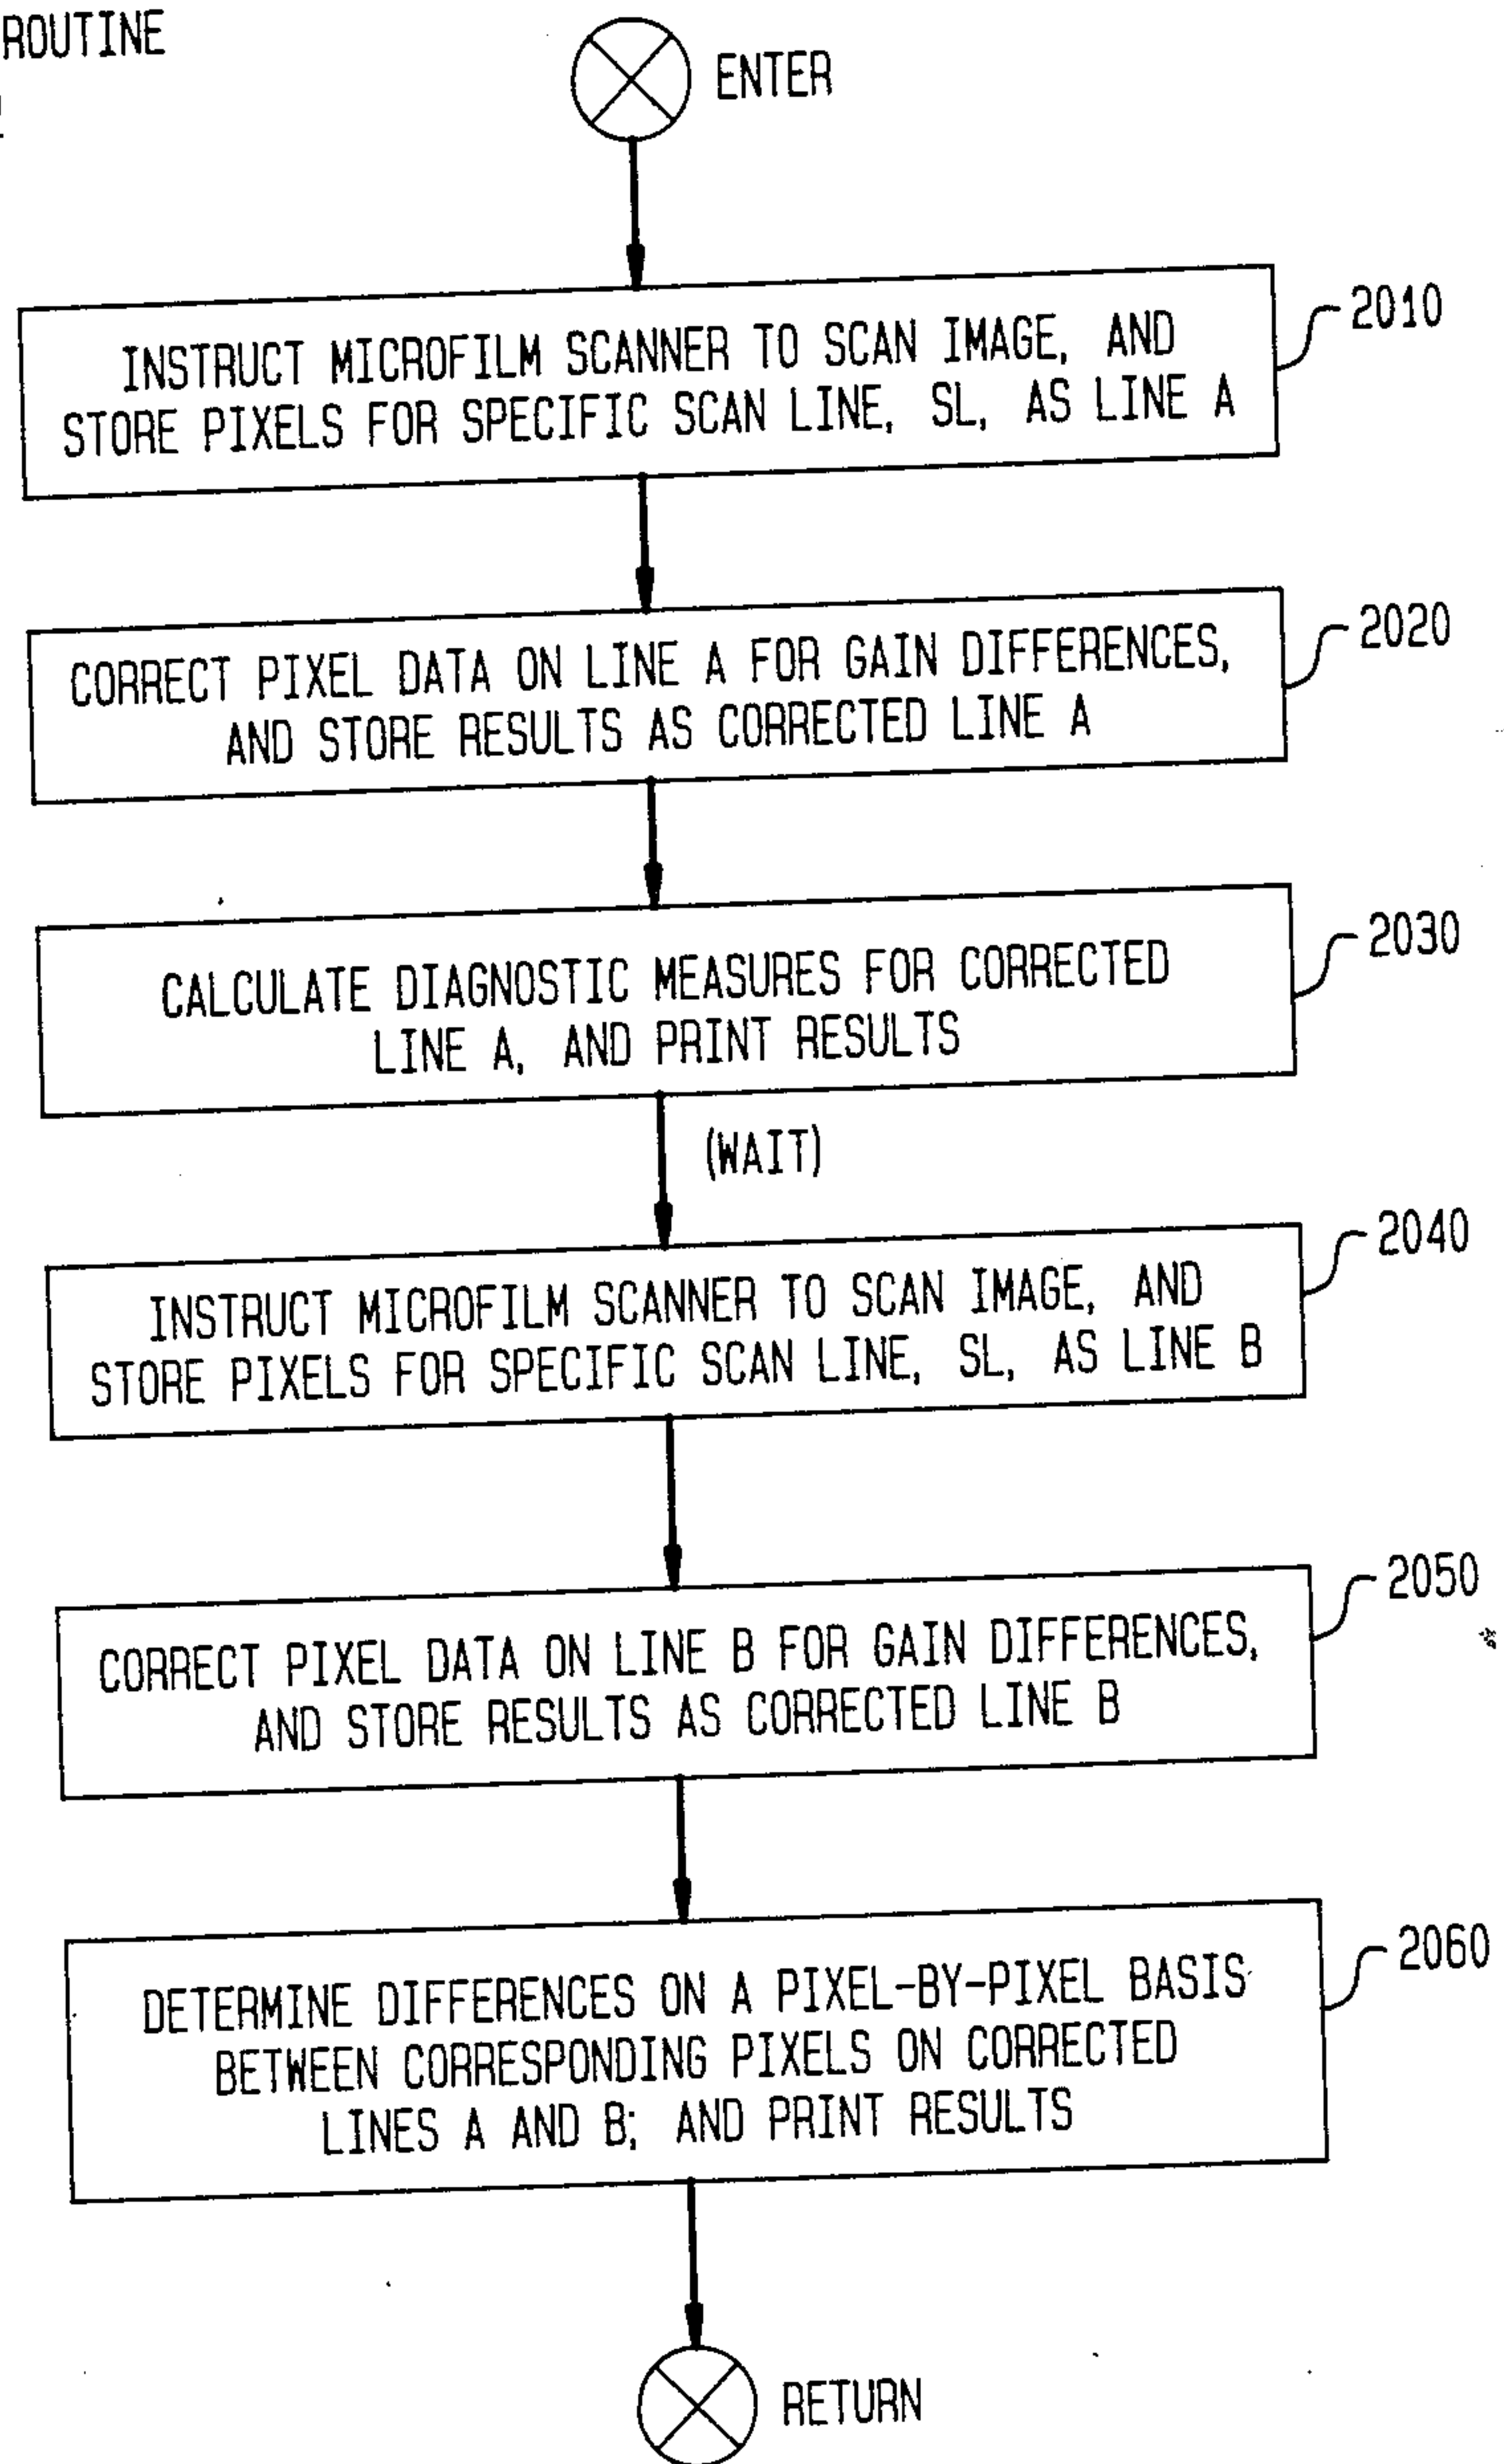 ROUTINE
ENTER
INSTRUCT MICROFILM SCANNER TO SCAN IMAGE, AND
STORE PIXELS FOR SPECIFIC SCAN LINE, SL, AS LINE A
2010
CORRECT PIXEL DATA ON LINE A FOR GAIN DIFFERENCES,
AND STORE RESULTS AS CORRECTED LINE A
2020
CALCULATE DIAGNOSTIC MEASURES FOR CORRECTED
LINE A, AND PRINT RESULTS
2030
(WAIT)
INSTRUCT MICROFILM SCANNER TO SCAN IMAGE, AND
STORE PIXELS FOR SPECIFIC SCAN LINE, SL, AS LINE B
2040
CORRECT PIXEL DATA ON LINE B FOR GAIN DIFFERENCES,
AND STORE RESULTS AS CORRECTED LINE B
2050
DETERMINE DIFFERENCES ON A PIXEL-BY-PIXEL BASIS
BETWEEN CORRESPONDING PIXELS ON CORRECTED
LINES A AND B; AND PRINT RESULTS
2060
RETURN